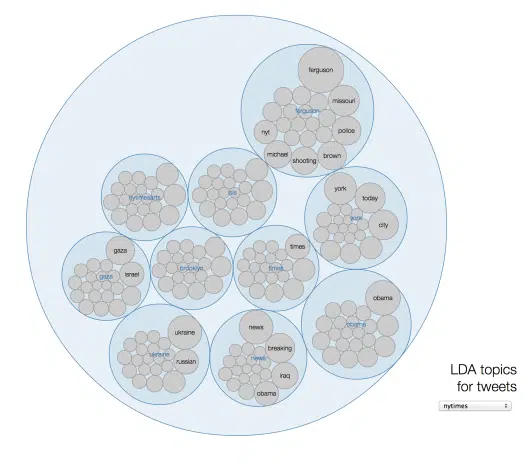 ferguson
ferguson
missouri
nyt
police
michael
brown
shooting
nytimesarts
isis
york
today
york
city
gaza
gaza
israel
brooklyn
times
times
obama
obama
ukraine
ukraine
russian
news
breaking
news
iraq
obama
LDA topics
for tweets
nytimes